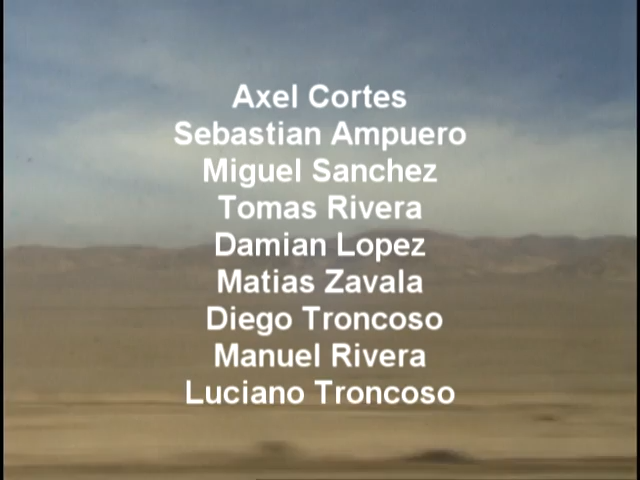 Axel Cortes
Sebastian Ampuero
Miguel Sanchez
Tomas Rivera
Damian Lopez
Matias Zavala
Diego Troncoso
Manuel Rivera
Luciano Troncoso